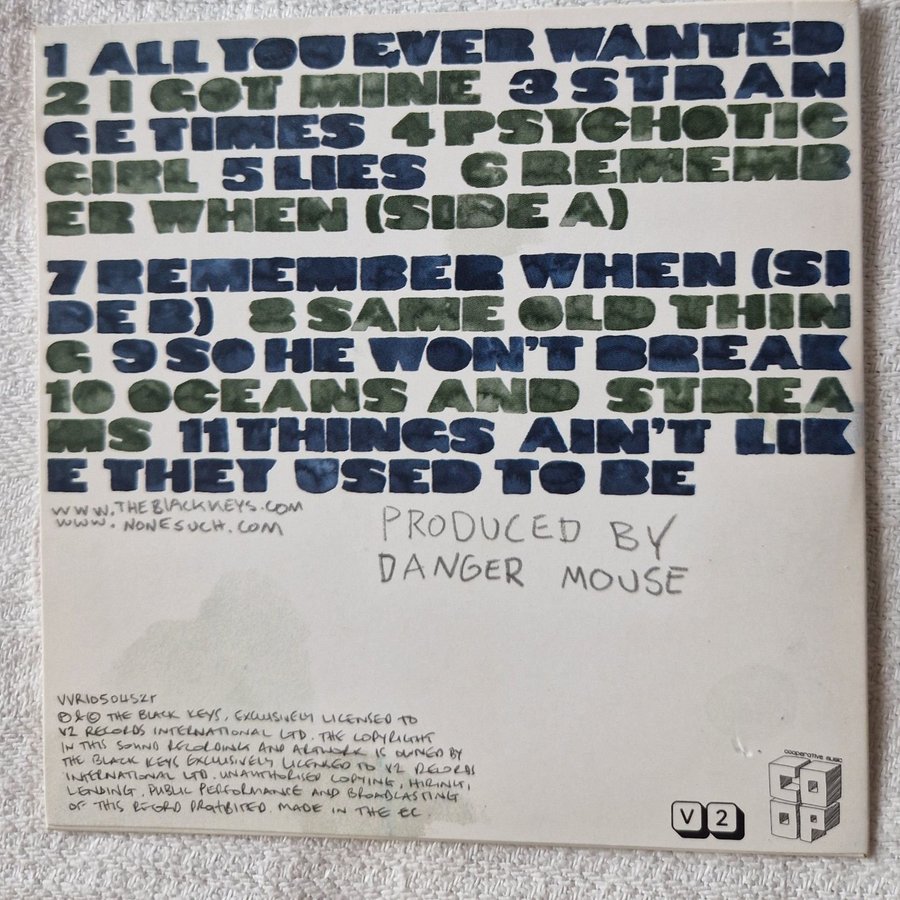 1 ALL YOU EVER WANTED
2 I GOT MINE 3 STRAN
GE TIMES 4 PSYCHOTIC
GIRL 5 LIES 6 REMEMB
ER WHEN (SIDE A)
7 REMEMBER WHEN (SI
DE B) 8 SAME OLD THIN
G 9 SO HE WON'T BREAK
10 OCEANS AND STREA
MS 11 THINGS AIN'T LIK
E THEY USED TO BE
WWW.THEBLACKKEYS.COM
WWW.NONESUCH.COM
PRODUCED BY
DANGER MOUSE
VVR1050452P
℗ & © THE BLACK KEYS, EXCLUSIVELY LICENSED TO
V2 RECORDS INTERNATIONAL LTD. THE COPYRIGHT
IN THIS SOUND RECORDING AND ARTWORK IS OWNED BY
THE BLACK KEYS EXCLUSIVELY LICENSED TO V2 RECORDS
INTERNATIONAL LTD. UNAUTHORISED COPYING, HIRING,
LENDING, PUBLIC PERFORMANCE AND BROADCASTING
OF THIS RECORD PROHIBITED. MADE IN THE EC.
V 2
cooperative music
CO
OP